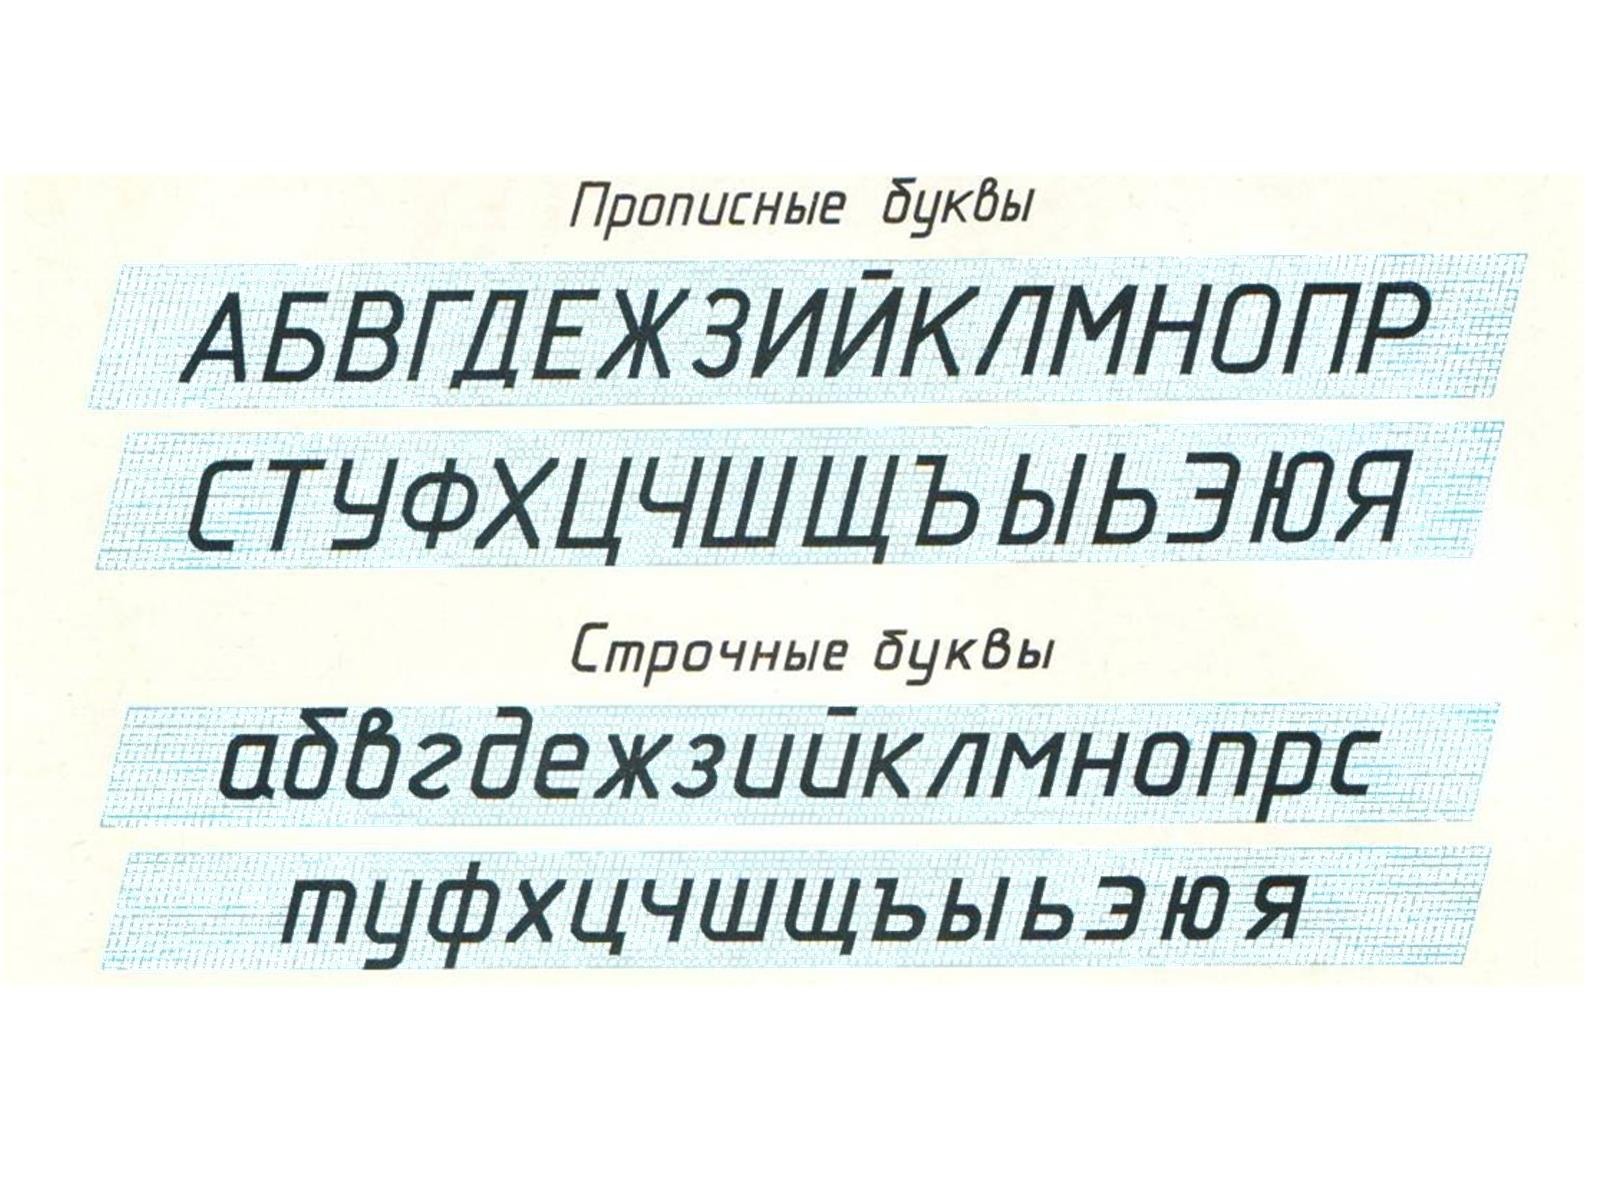 Прописные буквы
АБВГДЕЖЗИЙКЛМНОПР
СТУФХЦЧШЩЪЫЬЭЮЯ
Строчные буквы
абвгдежзийклмнопрс
туфхцчшщъыьэюя